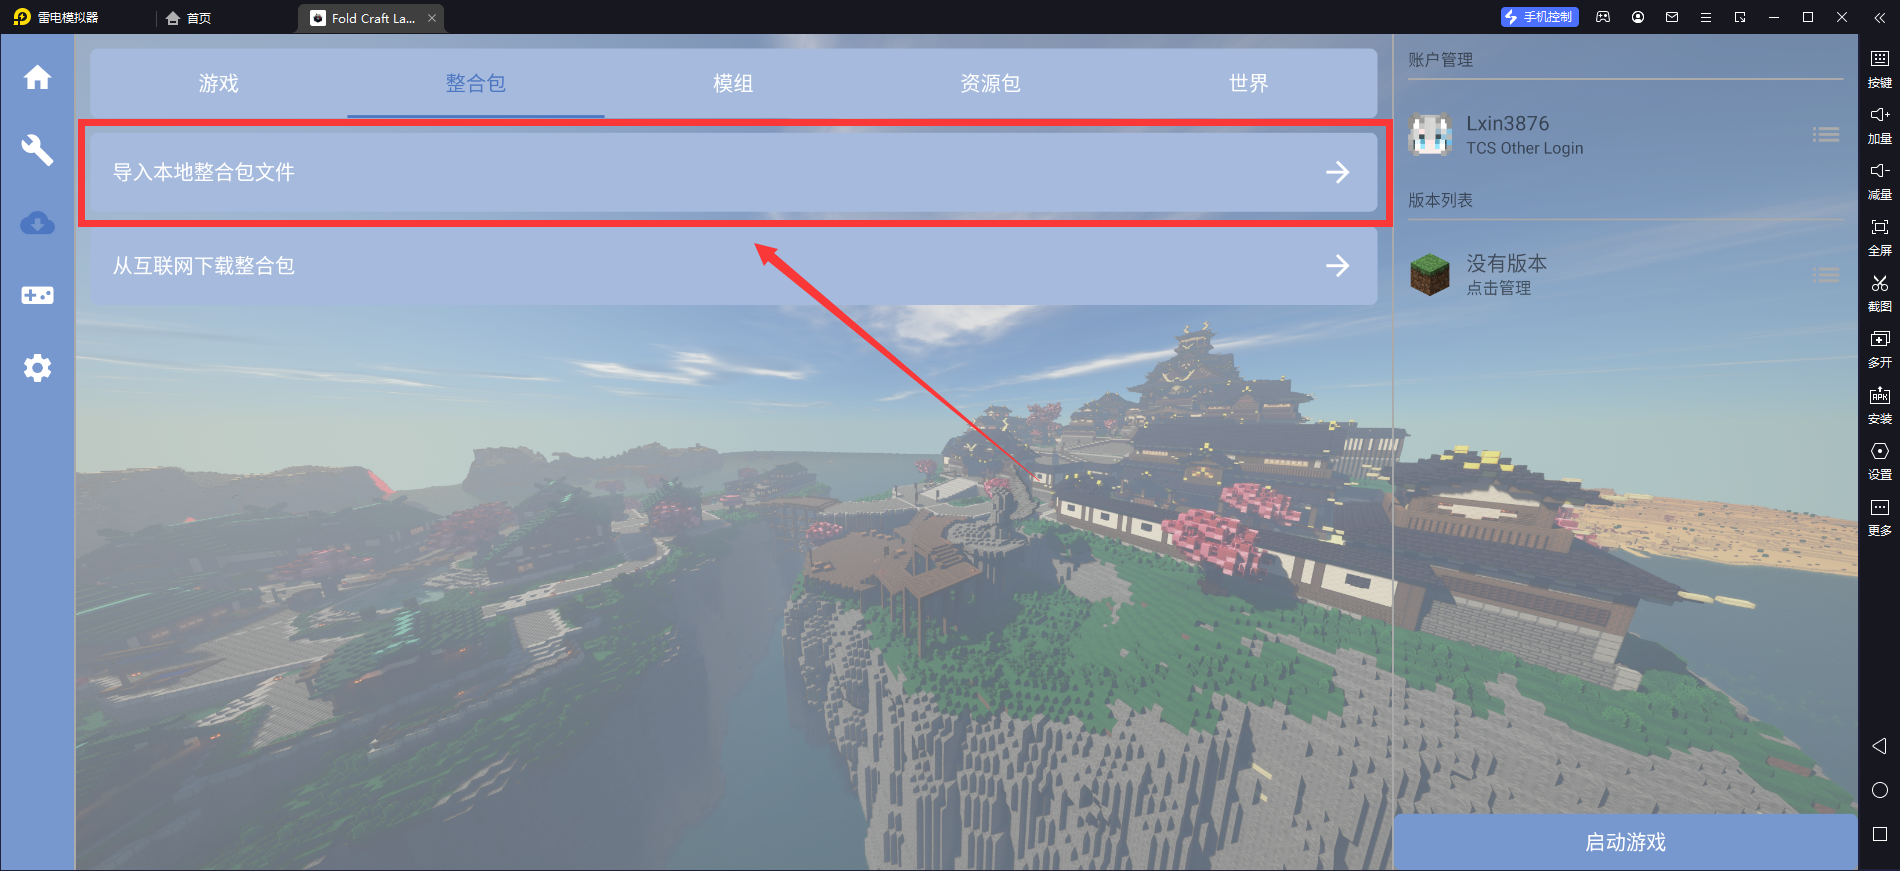 雷电模拟器
首页
Fold Craft La...
手机控制
游戏
整合包
模组
资源包
世界
导入本地整合包文件
从互联网下载整合包
账户管理
Lxin3876
TCS Other Login
版本列表
没有版本
点击管理
启动游戏
按键
加量
减量
全屏
截图
多开
APK
安装
设置
更多